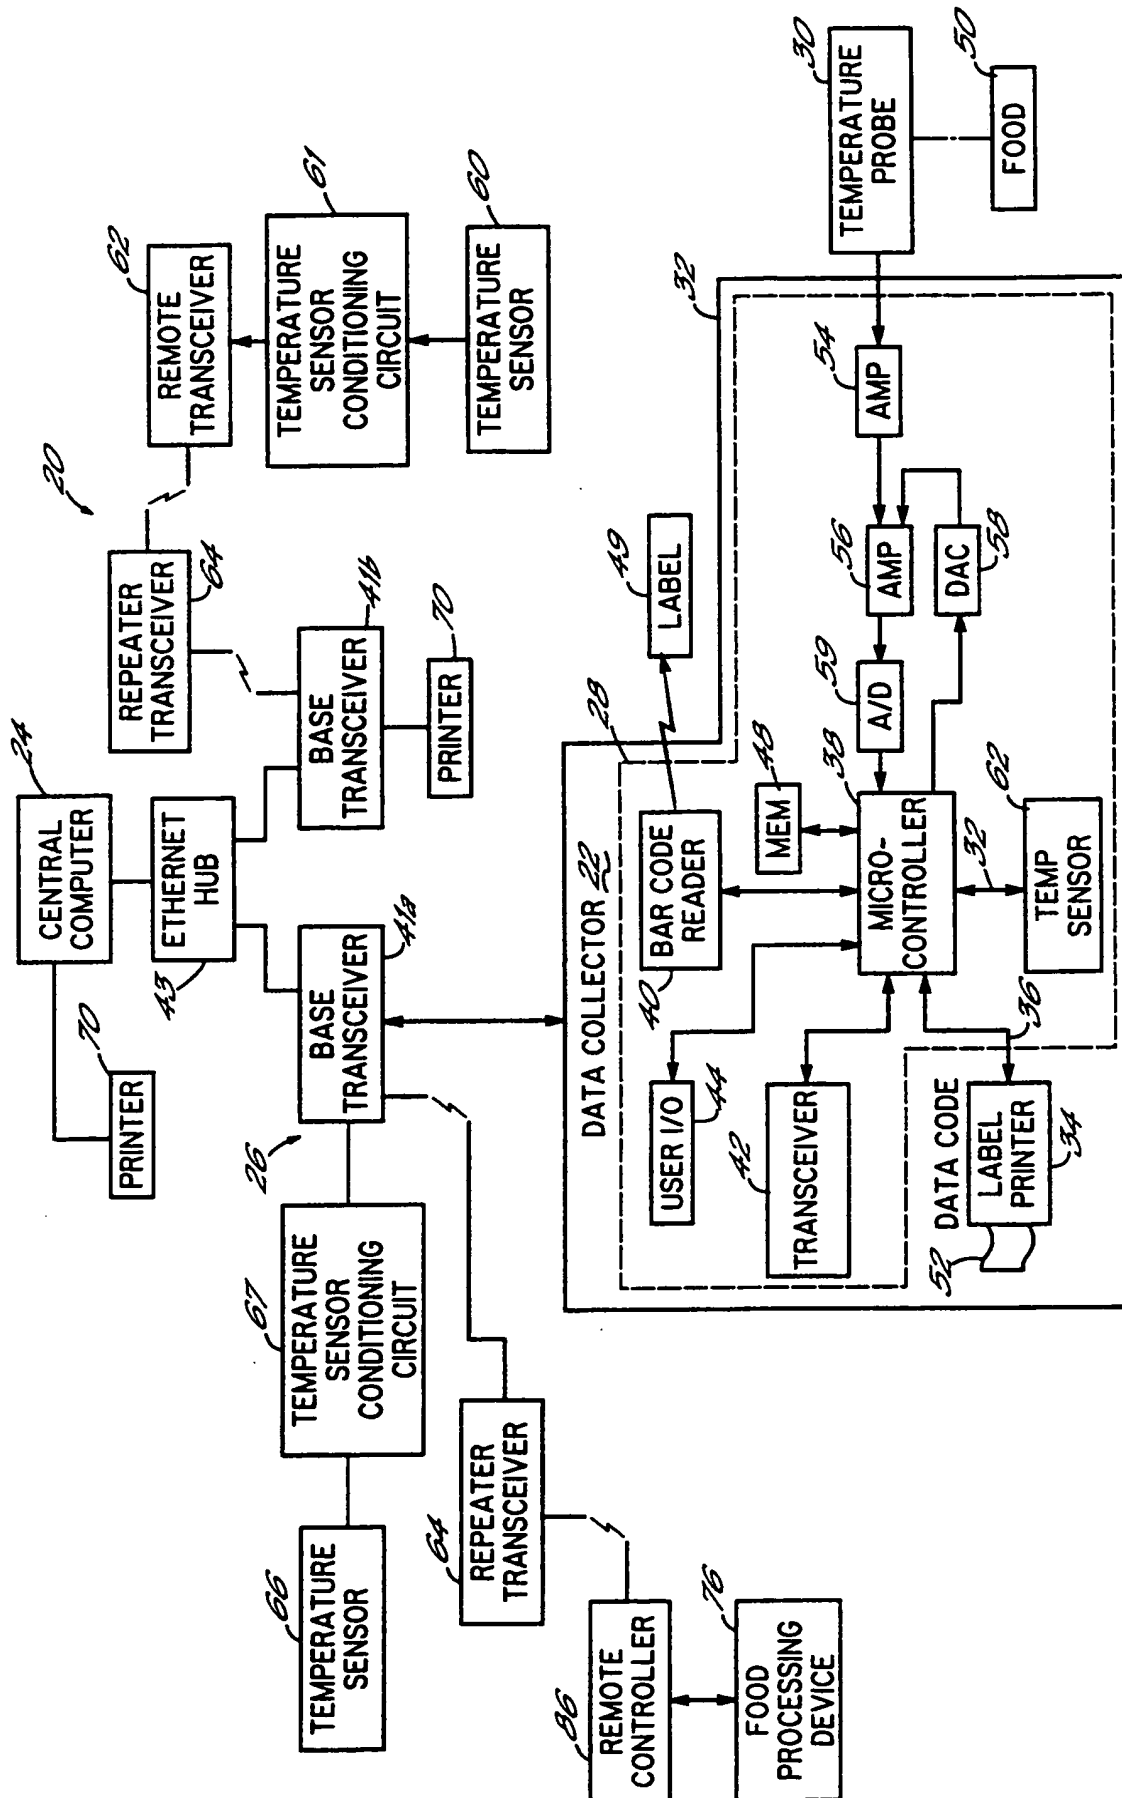 20
24
CENTRAL
COMPUTER
70
PRINTER
43
ETHERNET
HUB
26
41a
BASE
TRANSCEIVER
41b
BASE
TRANSCEIVER
70
PRINTER
64
REPEATER
TRANSCEIVER
62
REMOTE
TRANSCEIVER
61
TEMPERATURE
SENSOR
CONDITIONING
CIRCUIT
60
TEMPERATURE
SENSOR
67
TEMPERATURE
SENSOR
CONDITIONING
CIRCUIT
66
TEMPERATURE
SENSOR
64
REPEATER
TRANSCEIVER
86
REMOTE
CONTROLLER
76
FOOD
PROCESSING
DEVICE
DATA COLLECTOR 22
28
32
40
BAR CODE
READER
49
LABEL
44
USER I/O
42
TRANSCEIVER
48
MEM
38
MICRO-
CONTROLLER
59
A/D
56
AMP
54
AMP
58
DAC
30
TEMPERATURE
PROBE
50
FOOD
36
DATA CODE
52
LABEL
PRINTER
34
32
62
TEMP
SENSOR